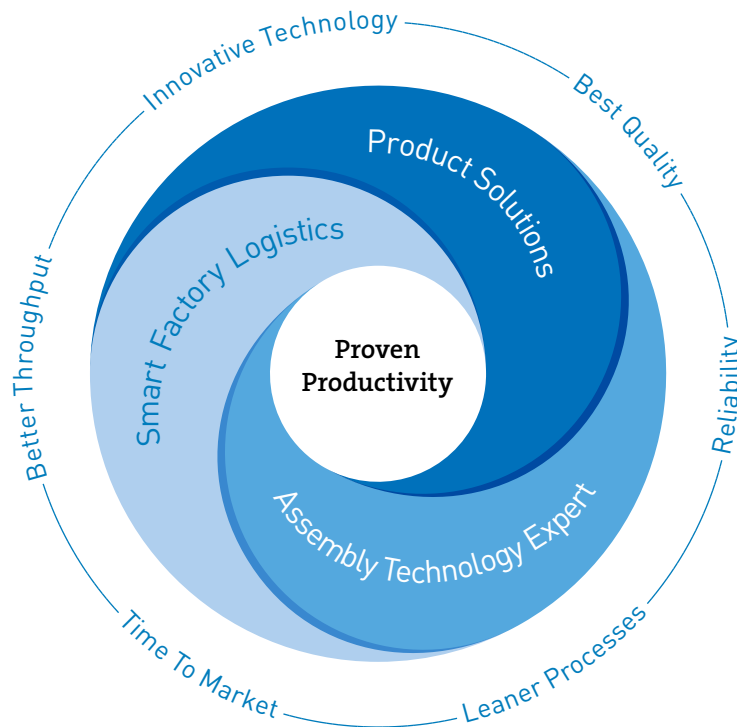 Innovative Technology
Best Quality
Product Solutions
Smart Factory Logistics
Better Throughput
Proven
Productivity
Reliability
Assembly Technology Expert
Time To Market
Leaner Processes